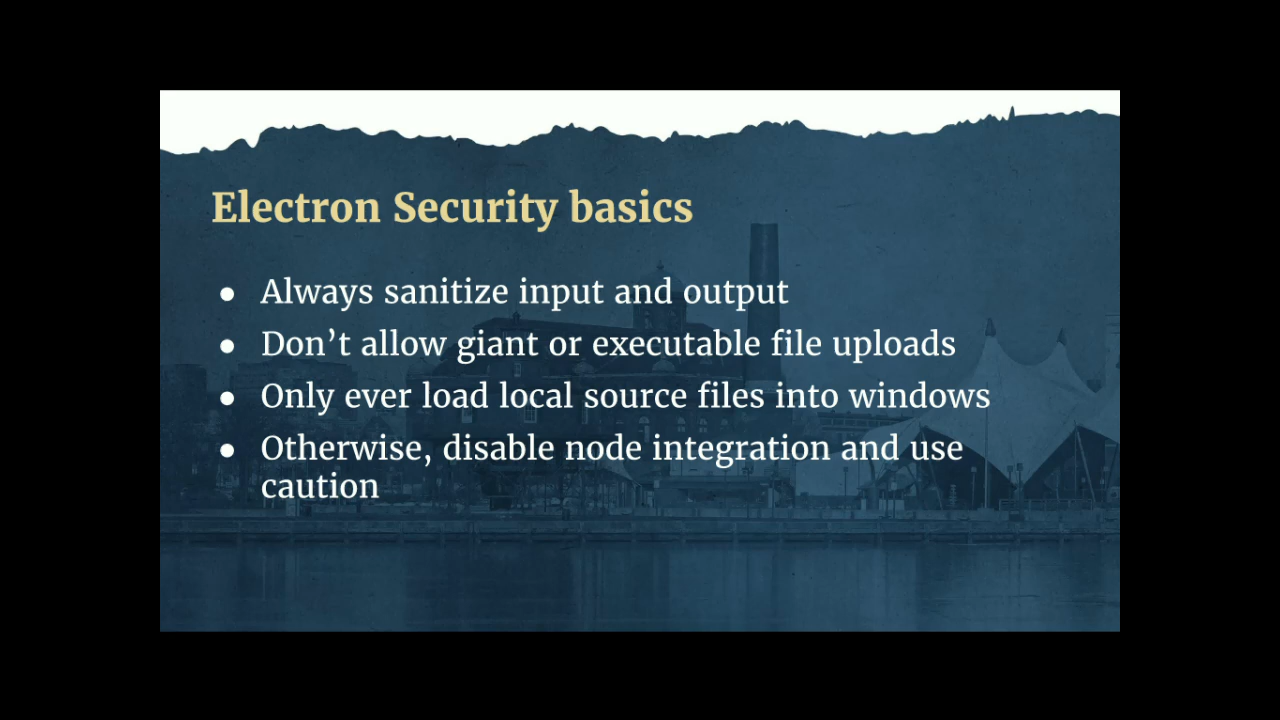 Electron Security basics
● Always sanitize input and output
● Don’t allow giant or executable file uploads
● Only ever load local source files into windows
● Otherwise, disable node integration and use
caution